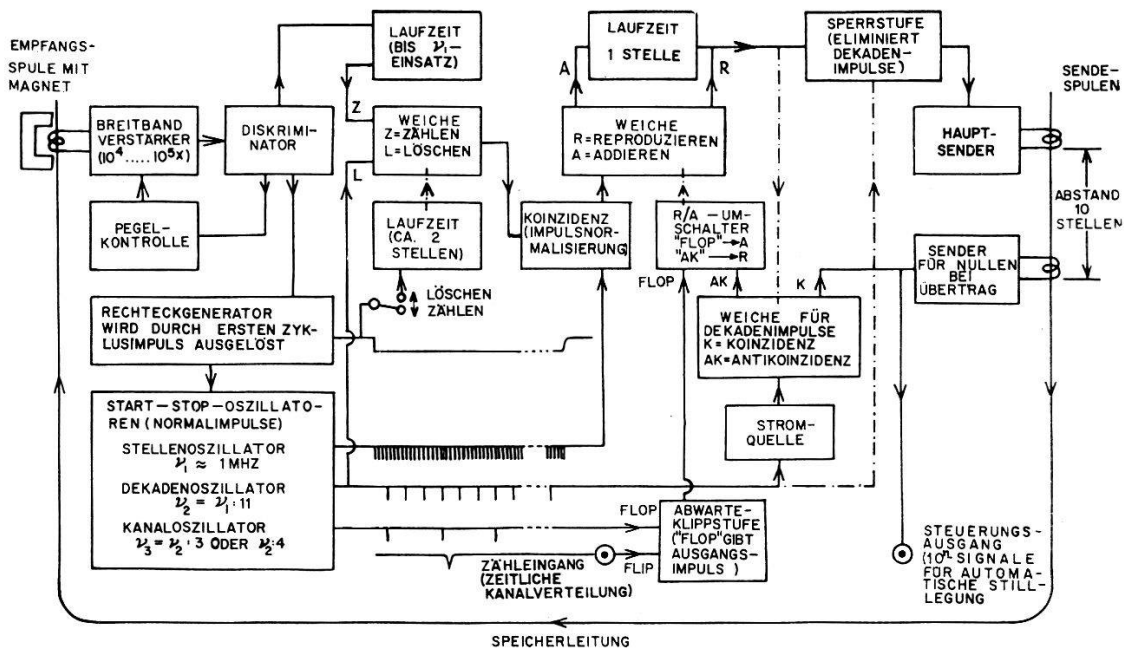 EMPFANGS-
SPULE MIT
MAGNET
BREITBAND
VERSTÄRKER
(10⁴.....10⁵x)
DISKRIMI-
NATOR
PEGEL-
KONTROLLE
LAUFZEIT
(BIS ν₁-
EINSATZ)
Z
WEICHE
Z=ZÄHLEN
L=LÖSCHEN
L
LAUFZEIT
(CA. 2
STELLEN)
LÖSCHEN
ZÄHLEN
KOINZIDENZ
(IMPULSNOR-
MALISIERUNG)
LAUFZEIT
1 STELLE
A
R
WEICHE
R=REPRODUZIEREN
A=ADDIEREN
R/A-UM-
SCHALTER
"FLOP"→A
"AK"→R
FLOP
AK
K
SPERRSTUFE
(ELIMINIERT
DEKADEN-
IMPULSE)
HAUPT-
SENDER
SENDE-
SPULEN
ABSTAND
10
STELLEN
SENDER
FÜR NULLEN
BEI
ÜBERTRAG
WEICHE FÜR
DEKADENIMPULSE
K=KOINZIDENZ
AK=ANTIKOINZIDENZ
STROM-
QUELLE
RECHTECKGENERATOR
WIRD DURCH ERSTEN ZYK-
LUSIMPULS AUSGELÖST
START-STOP-OSZILLATO-
REN (NORMALIMPULSE)
STELLENOSZILLATOR
ν₁ ≈ 1 MHZ
DEKADENOSZILLATOR
ν₂ = ν₁:11
KANALOSZILLATOR
ν₃ = ν₂:3 ODER ν₂:4
FLOP
FLIP
ABWARTE-
KLIPPSTUFE
("FLOP" GIBT
AUSGANGS-
IMPULS)
ZÄHLEINGANG
(ZEITLICHE
KANALVERTEILUNG)
STEUERUNGS-
AUSGANG
(10ⁿ-SIGNALE
FÜR AUTOMA-
TISCHE STILL-
LEGUNG)
SPEICHERLEITUNG